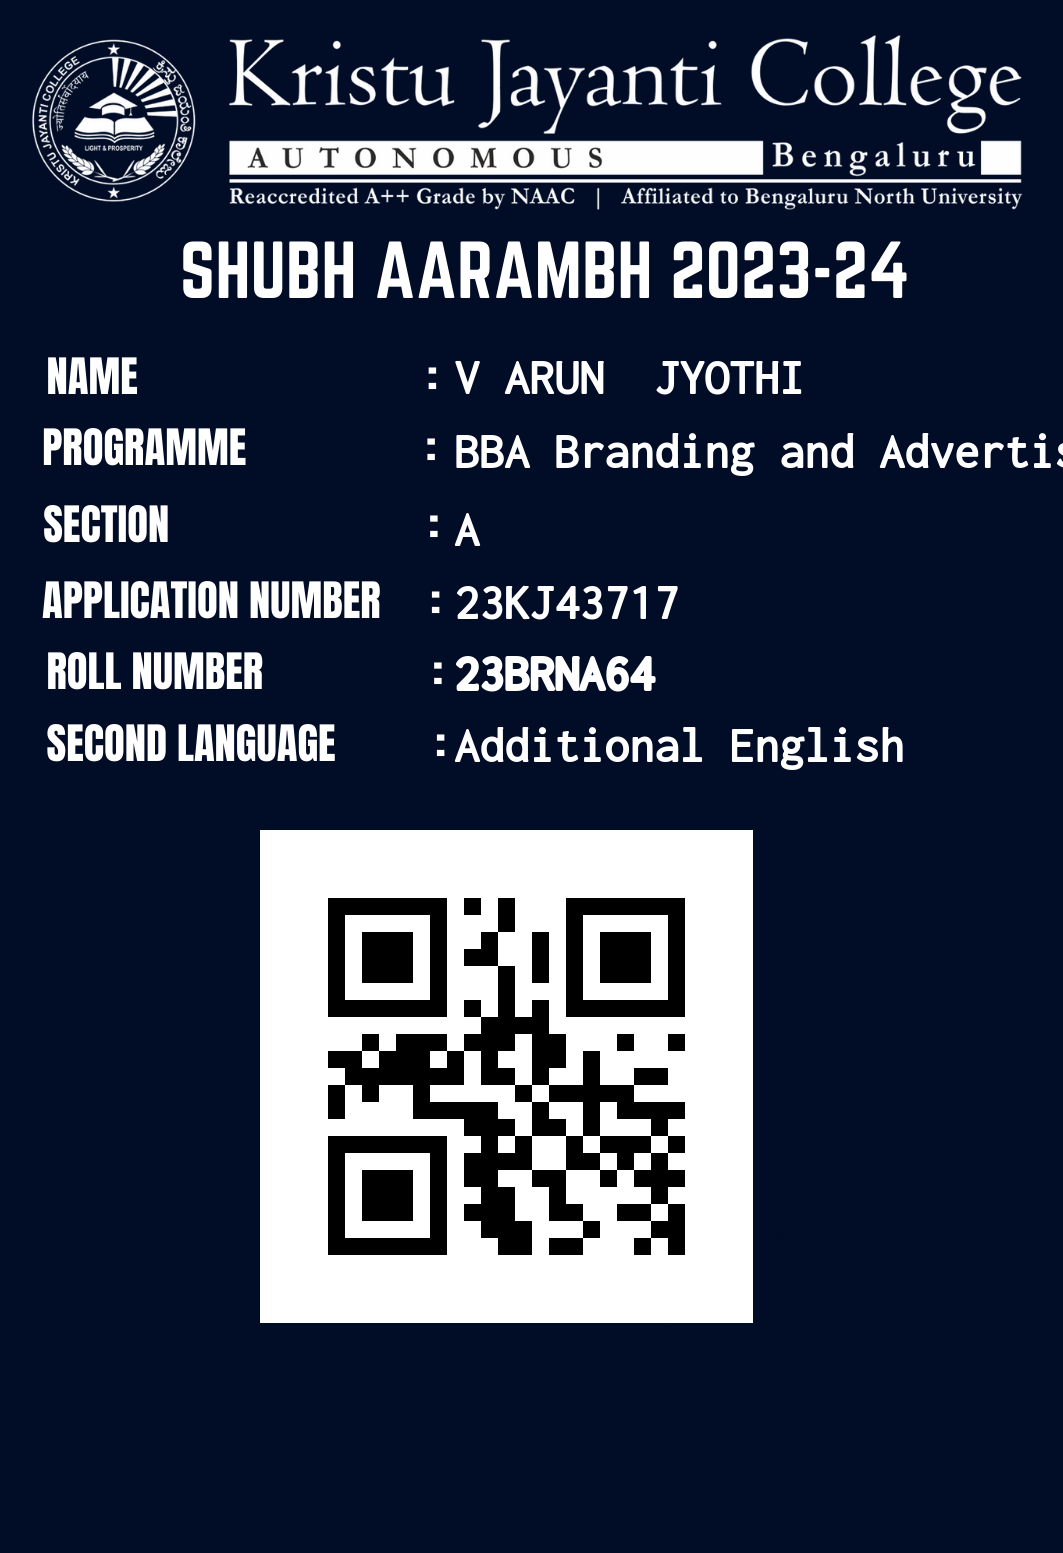 KRISTU JAYANTI COLLEGE
LIGHT & PROSPERITY
Kristu Jayanti College
AUTONOMOUS Bengaluru
Reaccredited A++ Grade by NAAC | Affiliated to Bengaluru North University
SHUBH AARAMBH 2023-24
NAME : V ARUN JYOTHI
PROGRAMME : BBA Branding and Advertis
SECTION : A
APPLICATION NUMBER : 23KJ43717
ROLL NUMBER : 23BRNA64
SECOND LANGUAGE : Additional English